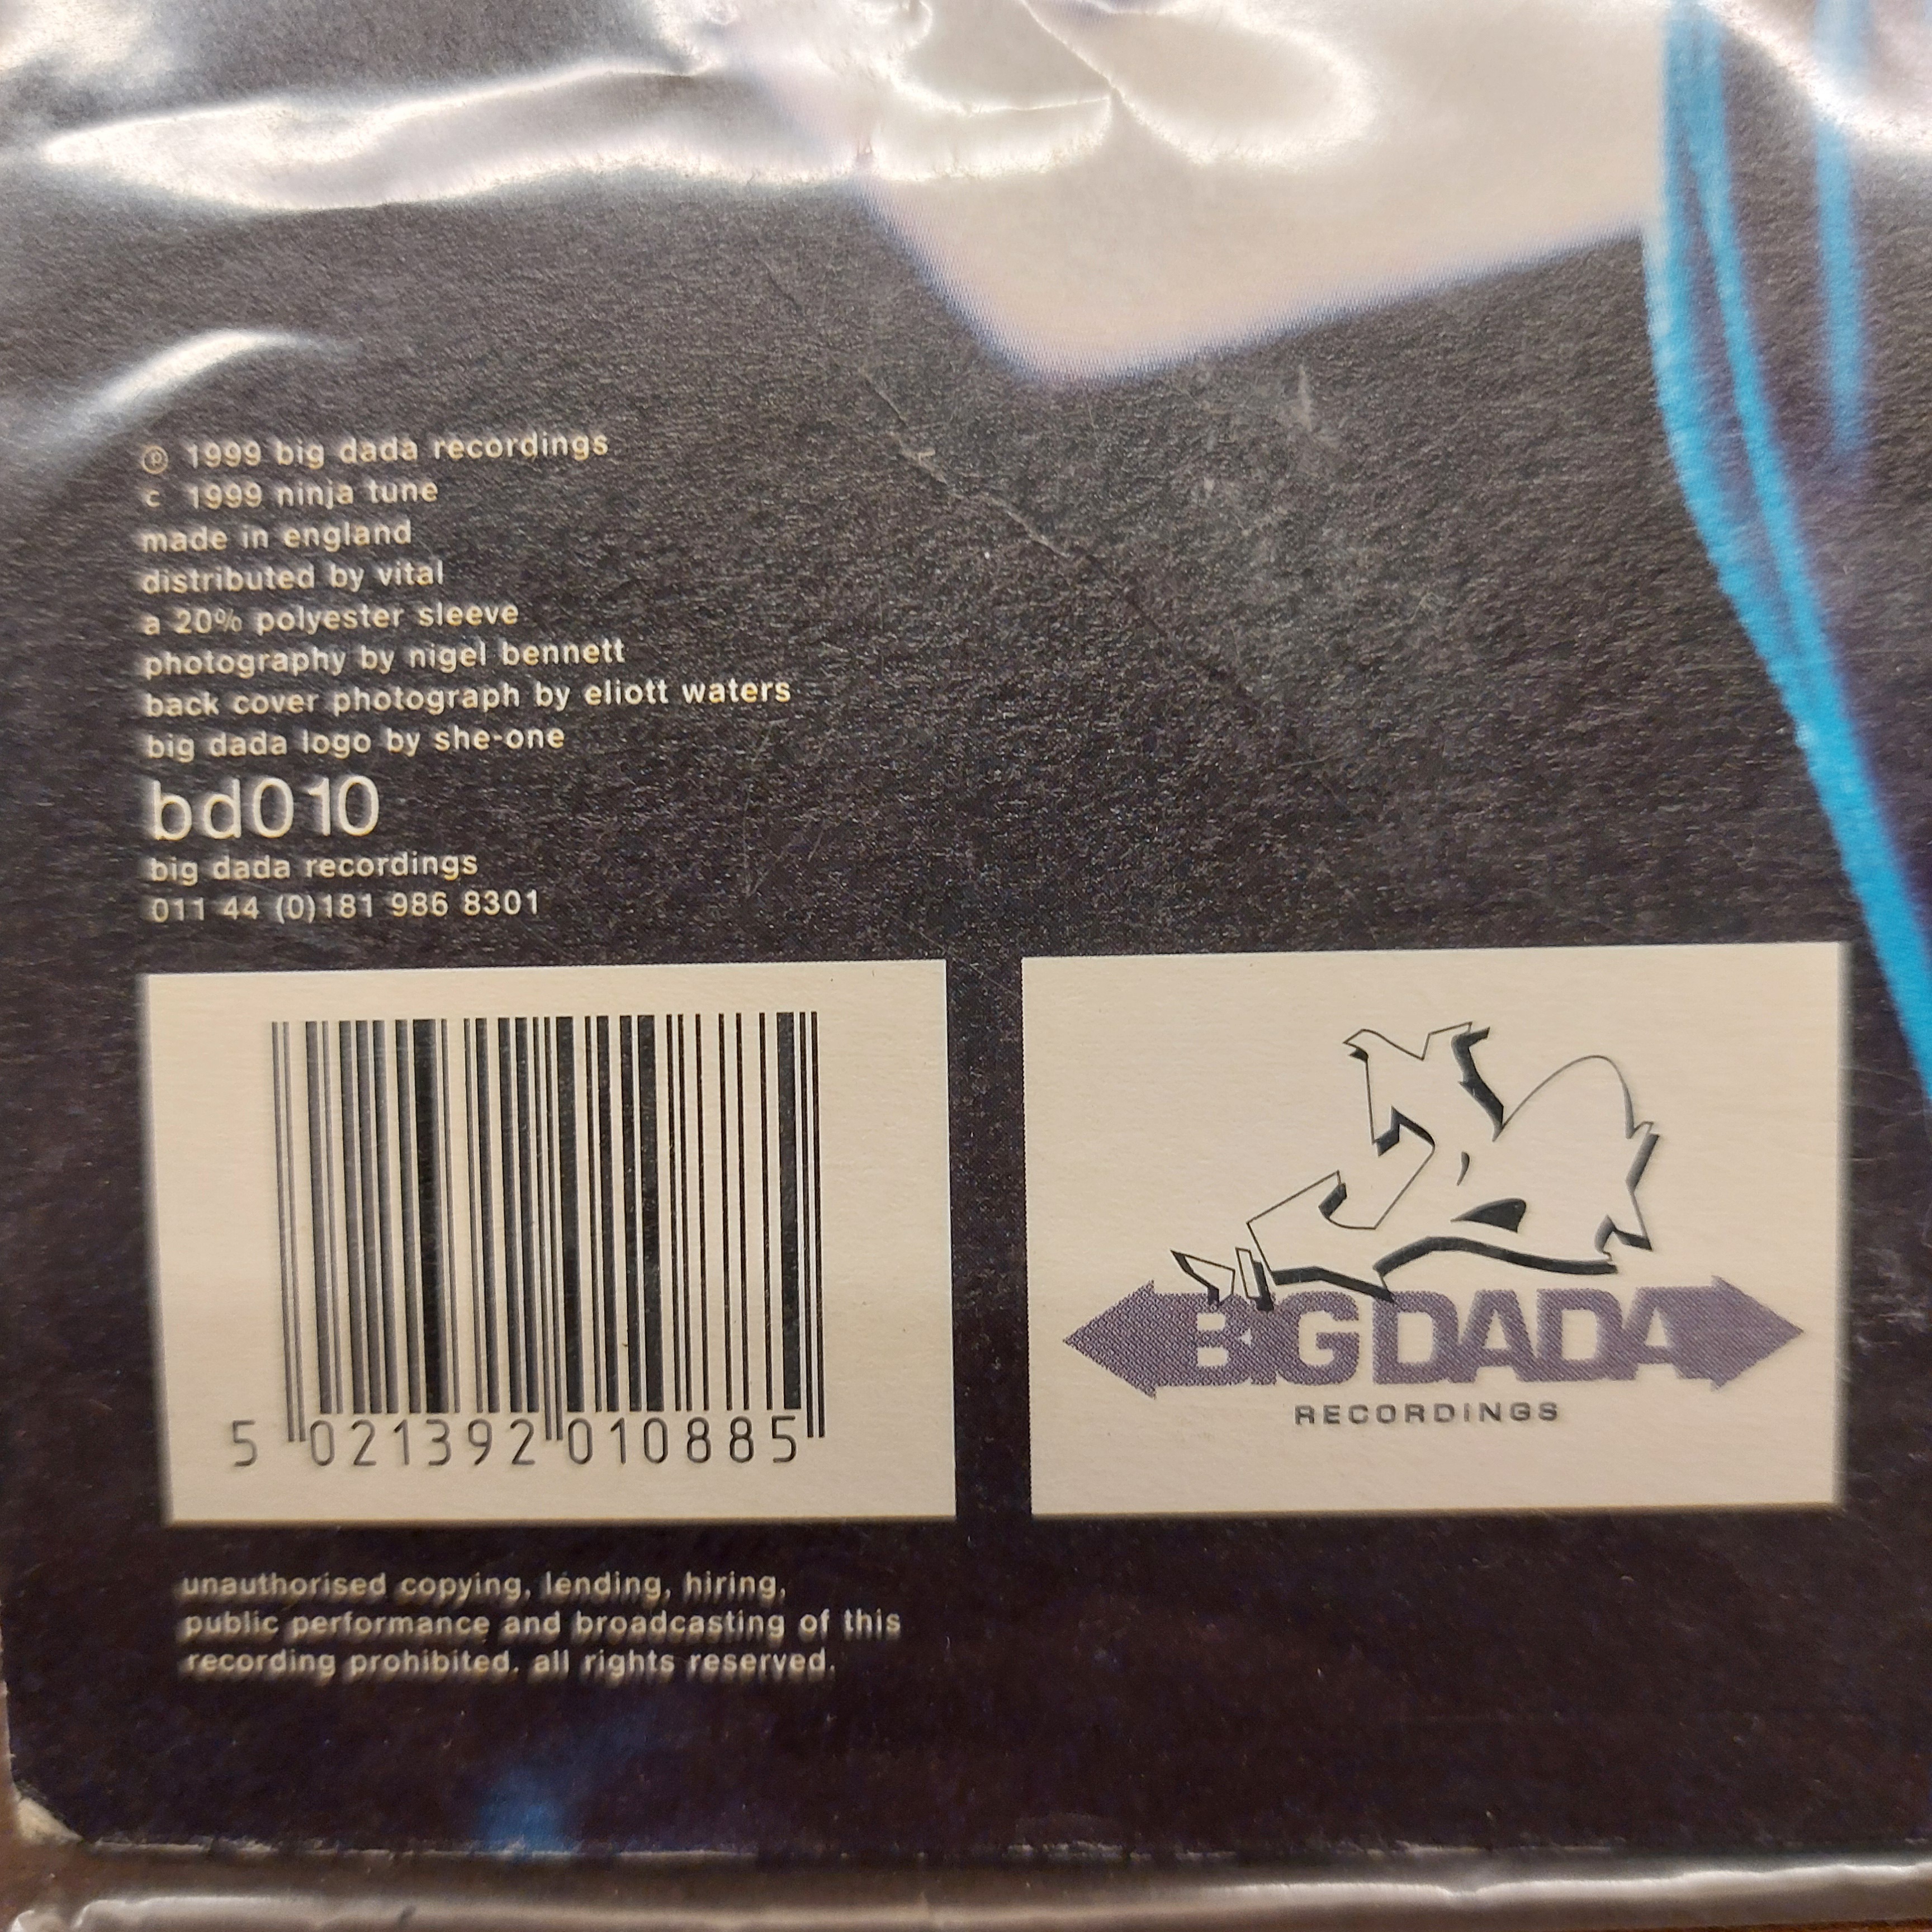 ℗ 1999 big dada recordings
c 1999 ninja tune
made in england
distributed by vital
a 20% polyester sleeve
photography by nigel bennett
back cover photograph by eliott waters
big dada logo by she-one
bd010
big dada recordings
011 44 (0)181 986 8301
5 021392 010885
BIG DADA
RECORDINGS
unauthorised copying, lending, hiring,
public performance and broadcasting of this
recording prohibited. all rights reserved.